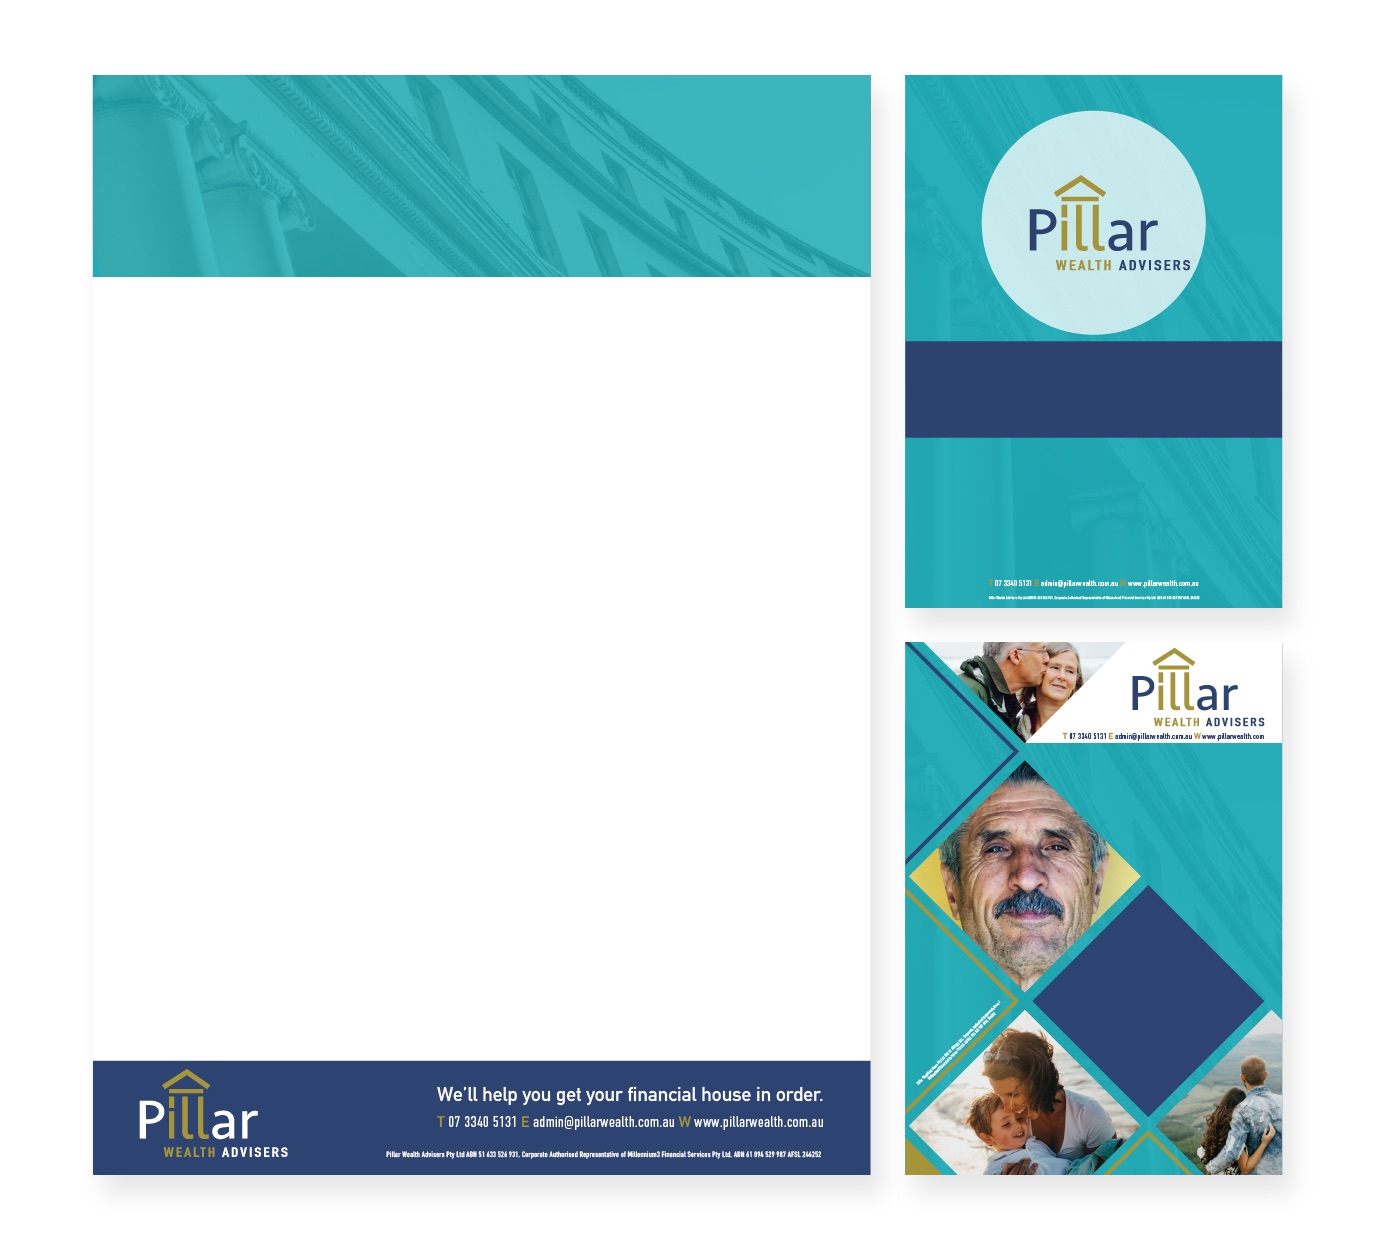 We'll help you get your financial house in order.
T 07 3340 5131 E admin@pillarwealth.com.au W www.pillarwealth.com.au
Pillar
WEALTH ADVISERS
Pillar Wealth Advisers Pty Ltd ABN 51 633 526 931, Corporate Authorised Representative of Millennium3 Financial Services Pty Ltd, ABN 61 094 529 987 AFSL 244252
Pillar
WEALTH ADVISERS
T 07 3340 5131 E admin@pillarwealth.com.au W www.pillarwealth.com.au
Pillar
WEALTH ADVISERS
T 07 3340 5131 E admin@pillarwealth.com.au W www.pillarwealth.com